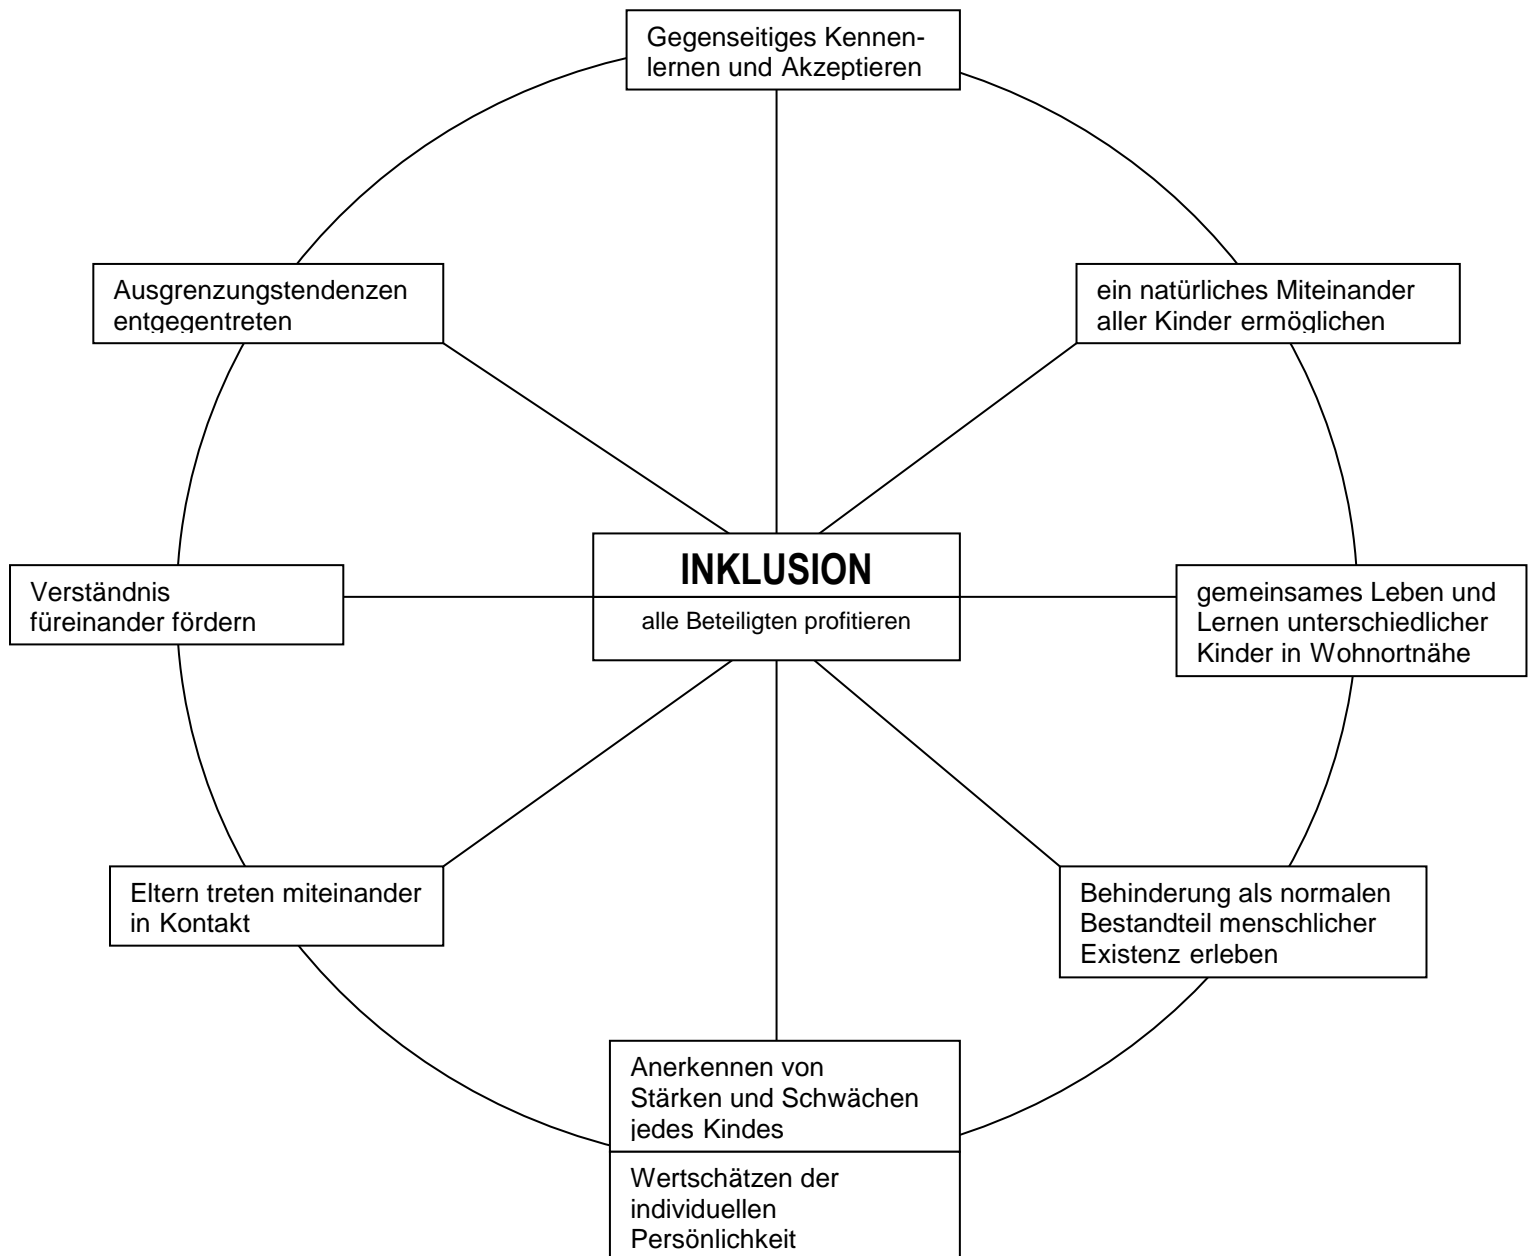 Gegenseitiges Kennen-
lernen und Akzeptieren
Ausgrenzungstendenzen
entgegentreten
ein natürliches Miteinander
aller Kinder ermöglichen
INKLUSION
alle Beteiligten profitieren
Verständnis
füreinander fördern
gemeinsames Leben und
Lernen unterschiedlicher
Kinder in Wohnortnähe
Eltern treten miteinander
in Kontakt
Behinderung als normalen
Bestandteil menschlicher
Existenz erleben
Anerkennen von
Stärken und Schwächen
jedes Kindes
Wertschätzen der
individuellen
Persönlichkeit